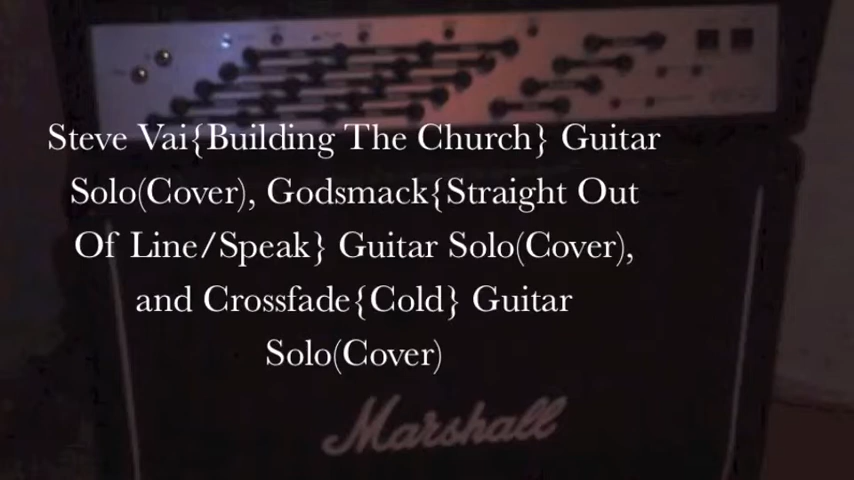 Steve Vai{Building The Church} Guitar
Solo(Cover), Godsmack{Straight Out
Of Line/Speak} Guitar Solo(Cover),
and Crossfade{Cold} Guitar
Solo(Cover)
Marshall